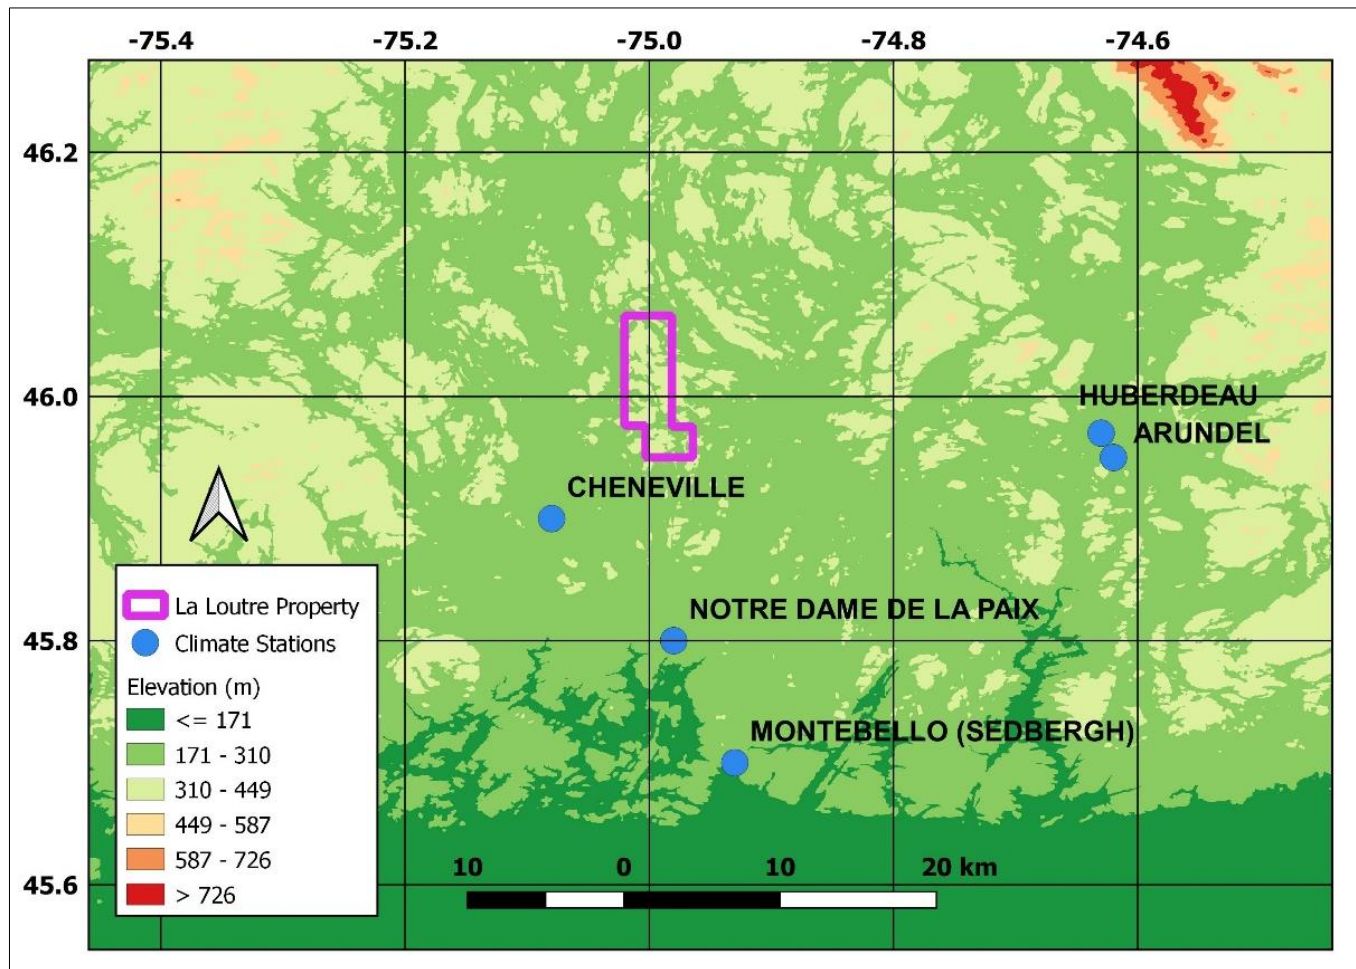 -75.4 -75.2 -75.0 -74.8 -74.6
46.2
46.0
HUBERDEAU
ARUNDEL
CHENEVILLE
La Loutre Property
NOTRE DAME DE LA PAIX
Climate Stations
45.8
Elevation (m)
<= 171
MONTEBELLO (SEDBERGH)
171 - 310
310 - 449
449 - 587
587 - 726
> 726
10 0 10 20 km
45.6